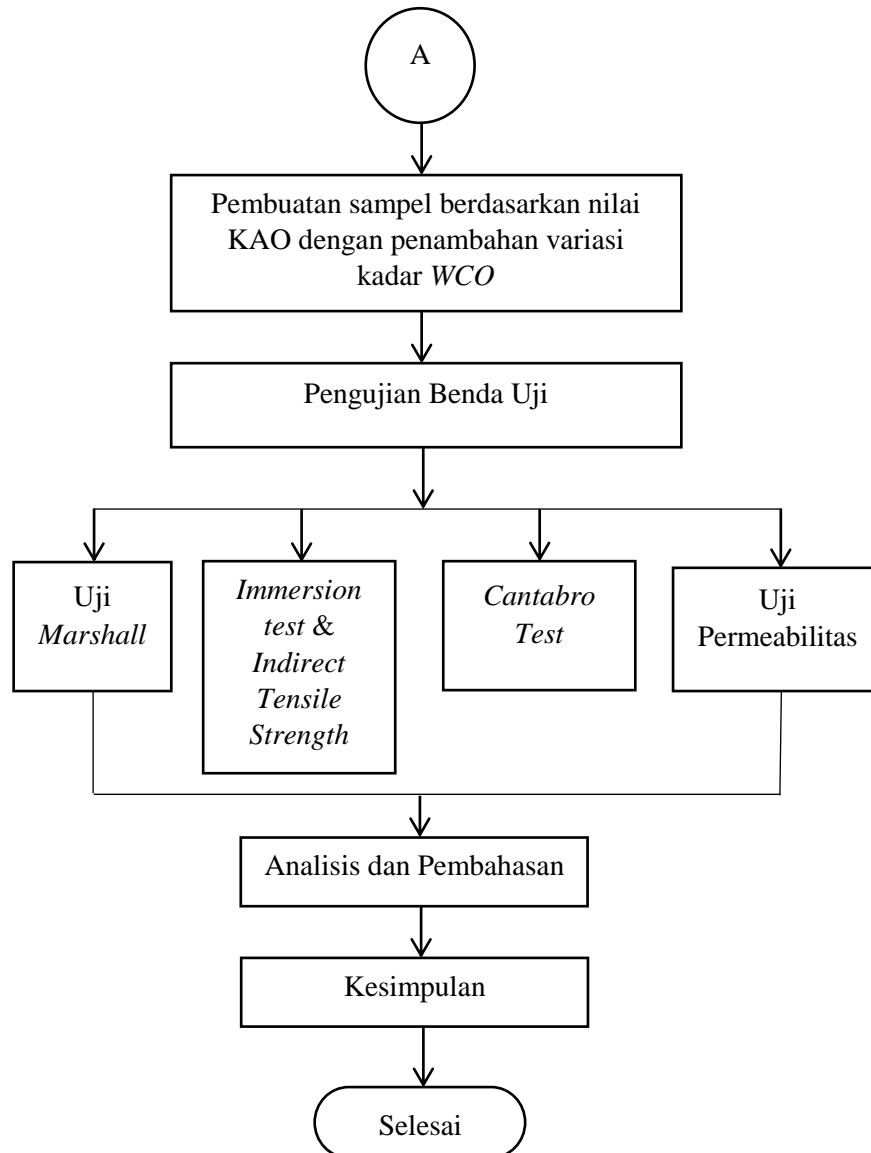 A
Pembuatan sampel berdasarkan nilai
KAO dengan penambahan variasi
kadar WCO
Pengujian Benda Uji
Uji
Marshall
Immersion
test &
Indirect
Tensile
Strength
Cantabro
Test
Uji
Permeabilitas
Analisis dan Pembahasan
Kesimpulan
Selesai